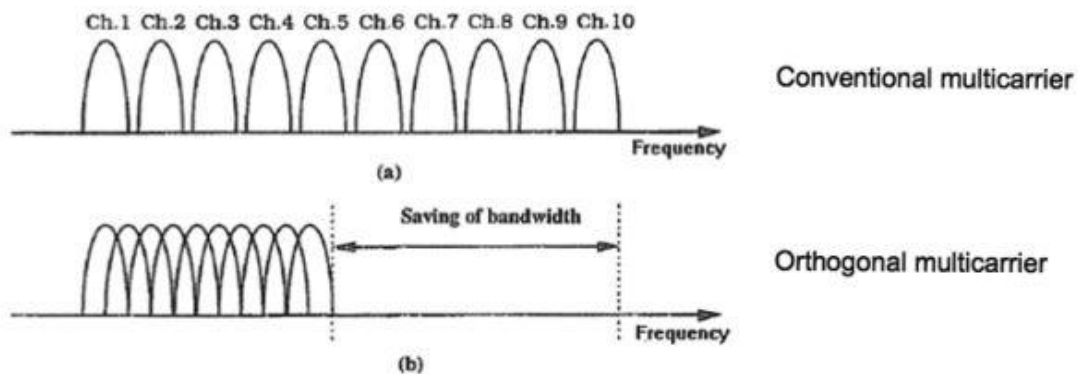 Ch.1 Ch.2 Ch.3 Ch.4 Ch.5 Ch.6 Ch.7 Ch.8 Ch.9 Ch.10
Conventional multicarrier
Frequency
(a)
Saving of bandwidth
Orthogonal multicarrier
Frequency
(b)